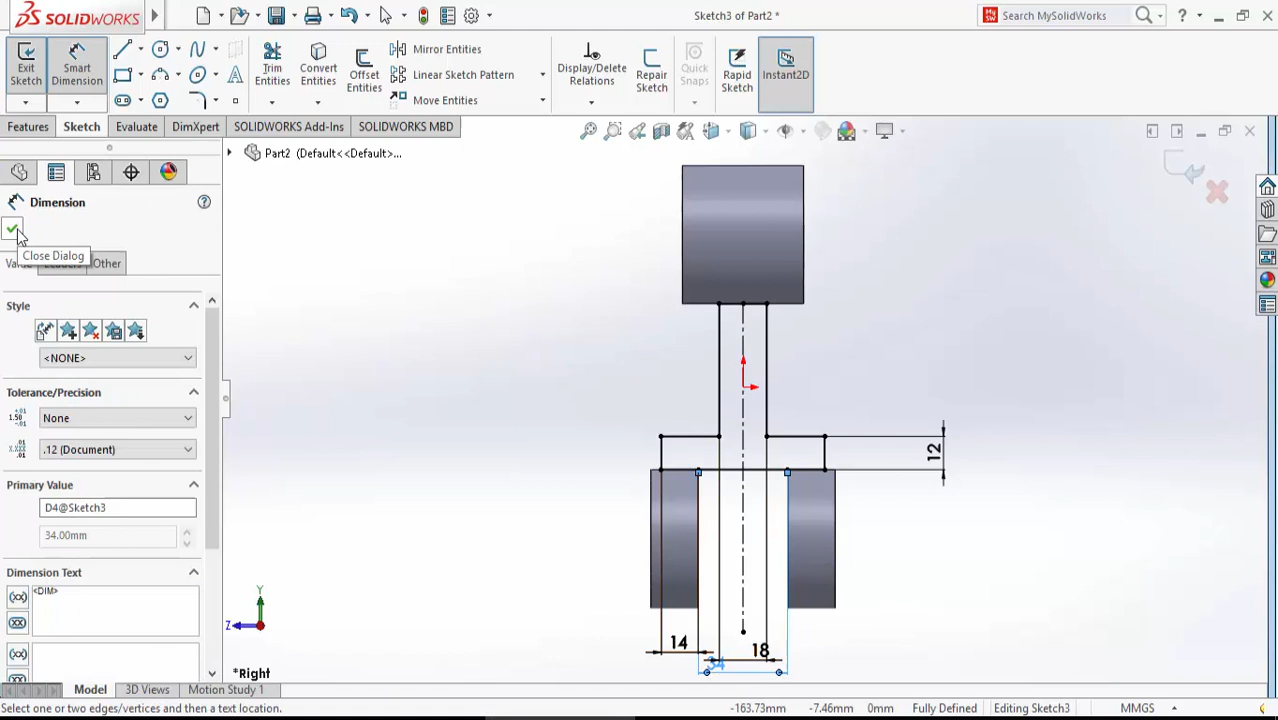 SOLIDWORKS
Sketch3 of Part2 *
Search MySolidWorks
?
Exit Sketch
Smart Dimension
Trim Entities
Convert Entities
Offset Entities
Mirror Entities
Linear Sketch Pattern
Move Entities
Display/Delete Relations
Repair Sketch
Quick Snaps
Rapid Sketch
Instant2D
Features
Sketch
Evaluate
DimXpert
SOLIDWORKS Add-Ins
SOLIDWORKS MBD
Part2 (Default<<Default>...
Dimension
Close Dialog
Other
Style
<NONE>
Tolerance/Precision
None
.12 (Document)
Primary Value
D4@Sketch3
34.00mm
Dimension Text
<DIM>
12
14
18
34
Y
Z
*Right
Model
3D Views
Motion Study 1
Select one or two edges/vertices and then a text location.
-163.73mm
-7.46mm
0mm
Fully Defined
Editing Sketch3
MMGS